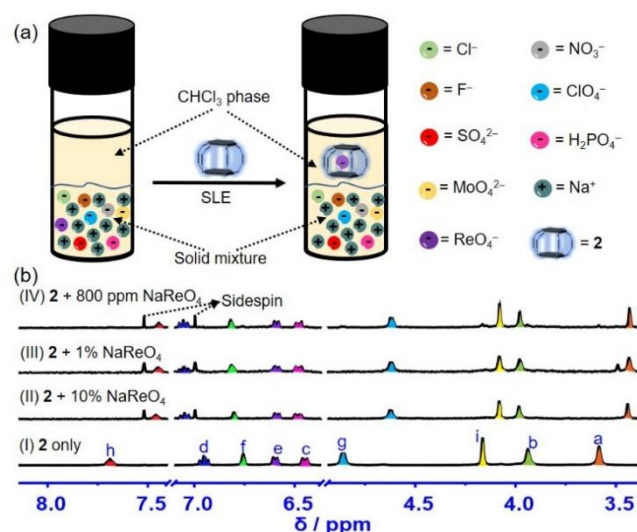 (a)
CHCl₃ phase
SLE
Solid mixture
= Cl⁻
= NO₃⁻
= F⁻
= ClO₄⁻
= SO₄²⁻
= H₂PO₄⁻
= MoO₄²⁻
= Na⁺
= ReO₄⁻
= 2
(b)
(IV) 2 + 800 ppm NaReO₄
Sidespin
(III) 2 + 1% NaReO₄
(II) 2 + 10% NaReO₄
(I) 2 only
h d f e c g i b a
8.0 7.5 7.0 6.5 4.5 4.0 3.5
δ / ppm